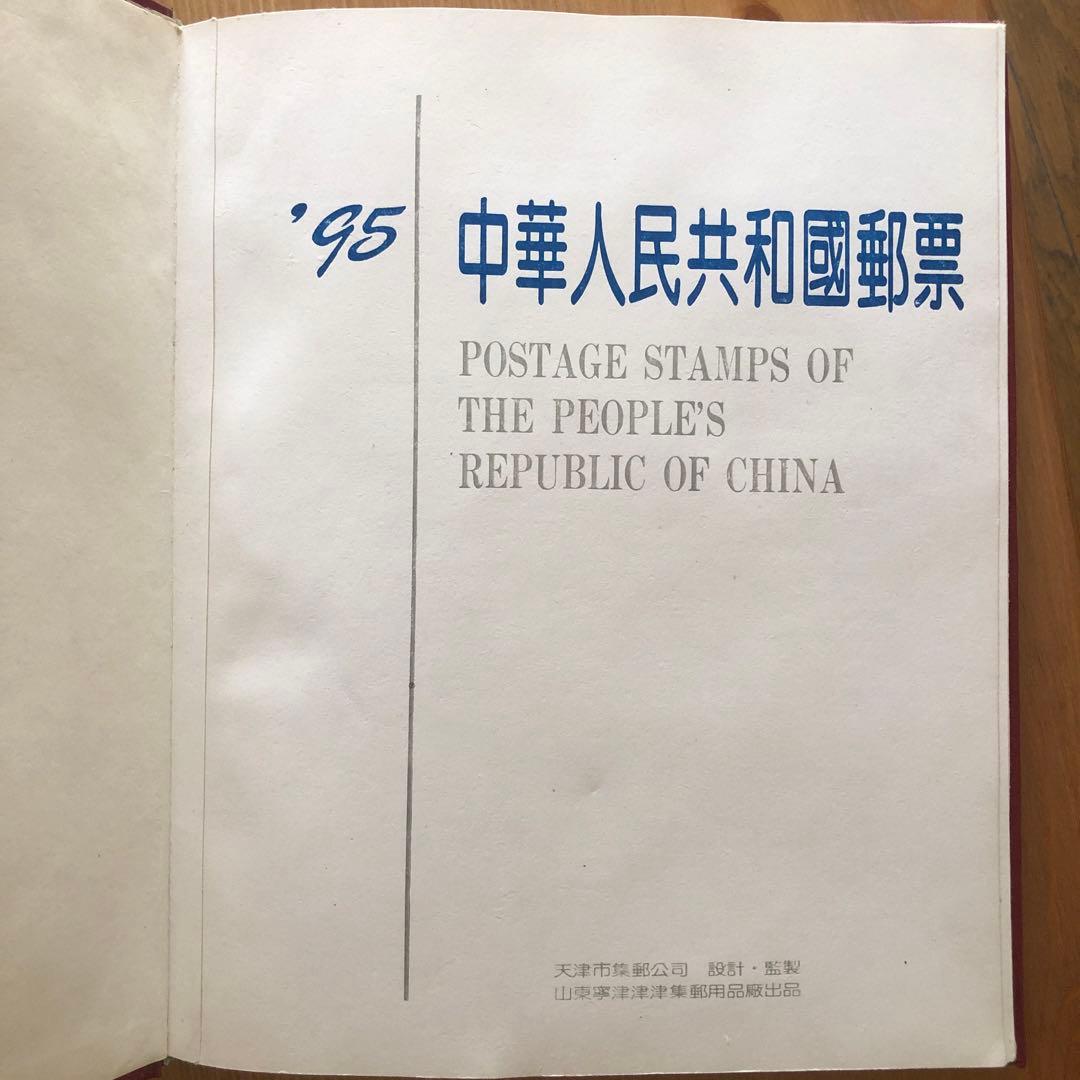 '95
中華人民共和國郵票
POSTAGE STAMPS OF
THE PEOPLE'S
REPUBLIC OF CHINA
天津市集郵公司 設計·監製
山東寧津津津集郵用品廠出品